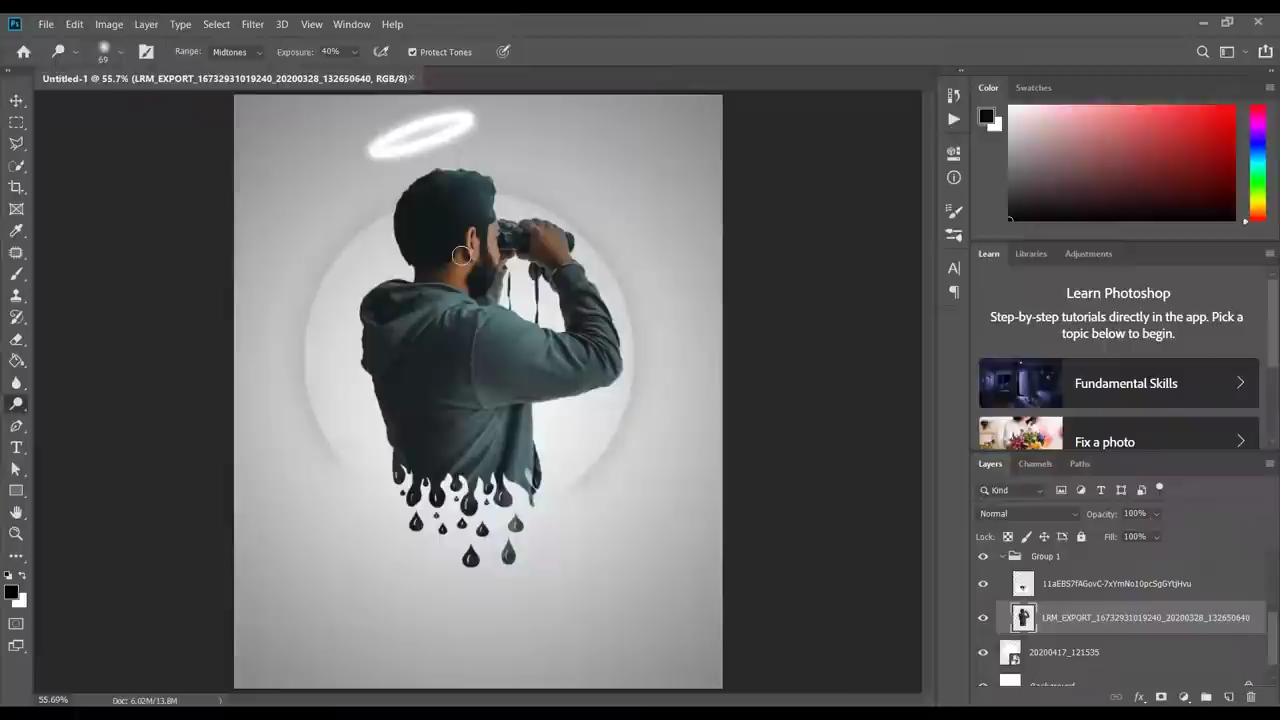 Ps File Edit Image Layer Type Select Filter 3D View Window Help
69 Range: Midtones Exposure: 40% Protect Tones
Untitled-1 @ 55.7% (LRM_EXPORT_16732931019240_20200328_132650640, RGB/8)
Color Swatches
Learn Libraries Adjustments
Learn Photoshop
Step-by-step tutorials directly in the app. Pick a
topic below to begin.
Fundamental Skills
Fix a photo
Layers Channels Paths
Kind
Normal Opacity: 100%
Lock: Fill: 100%
Group 1
11aEBS7fAGovC-7xYmNo10pcSgGYtjHvu
LRM_EXPORT_16732931019240_20200328_132650640
20200417_121535
55.69% Doc: 6.02M/13.8M